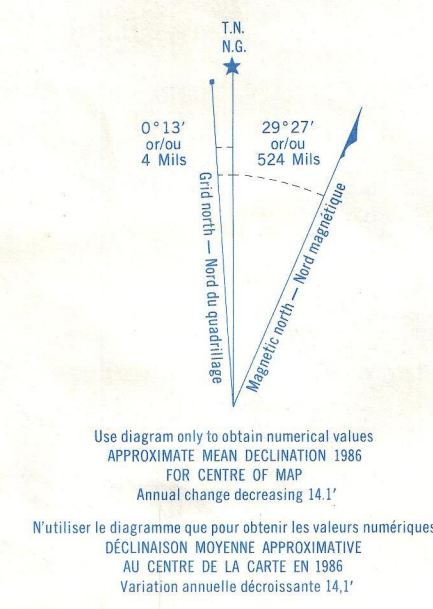 T.N.
N.G.
0°13′
or/ou
4 Mils
29°27′
or/ou
524 Mils
Grid north — Nord du quadrillage
Magnetic north — Nord magnétique
Use diagram only to obtain numerical values
APPROXIMATE MEAN DECLINATION 1986
FOR CENTRE OF MAP
Annual change decreasing 14.1′
N'utiliser le diagramme que pour obtenir les valeurs numériques
DÉCLINAISON MOYENNE APPROXIMATIVE
AU CENTRE DE LA CARTE EN 1986
Variation annuelle décroissante 14,1′